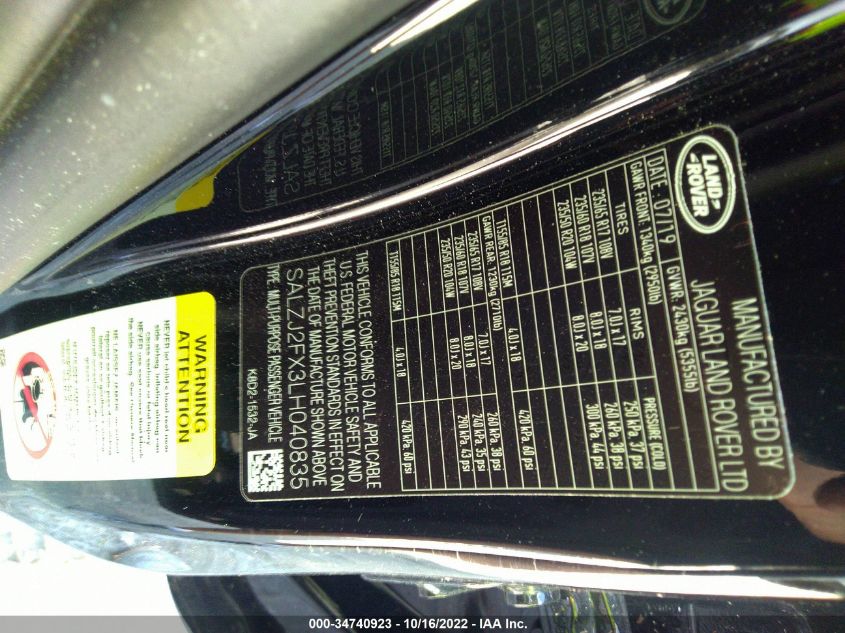 LAND
ROVER
MANUFACTURED BY
JAGUAR LAND ROVER LTD
DATE: 07/19 GVWR: 2430kg (5355lb)
GAWR FRONT: 1340kg (2950lb) PRESSURE (COLD)
TIRES RIMS
235/65 R17 108V 7.0J x 17 250 kPa, 37 psi
235/60 R18 107V 8.0J x 18 260 kPa, 38 psi
235/50 R20 104W 8.0J x 20 300 kPa, 44 psi
T155/85 R18 115M 4.0J x 18 420 kPa, 60 psi
GAWR REAR: 1230kg (2710lb)
235/65 R17 108V 7.0J x 17 260 kPa, 38 psi
235/60 R18 107V 8.0J x 18 240 kPa, 35 psi
235/50 R20 104W 8.0J x 20 290 kPa, 43 psi
T155/85 R18 115M 4.0J x 18 420 kPa, 60 psi
THIS VEHICLE CONFORMS TO ALL APPLICABLE
U.S. FEDERAL MOTOR VEHICLE SAFETY AND
THEFT PREVENTION STANDARDS IN EFFECT ON
THE DATE OF MANUFACTURE SHOWN ABOVE
SALZJ2FX3LH040835
TYPE: MULTI-PURPOSE PASSENGER VEHICLE
K8D2-1532-JA
WARNING
ATTENTION
000-34740923 - 10/16/2022 - IAA Inc.